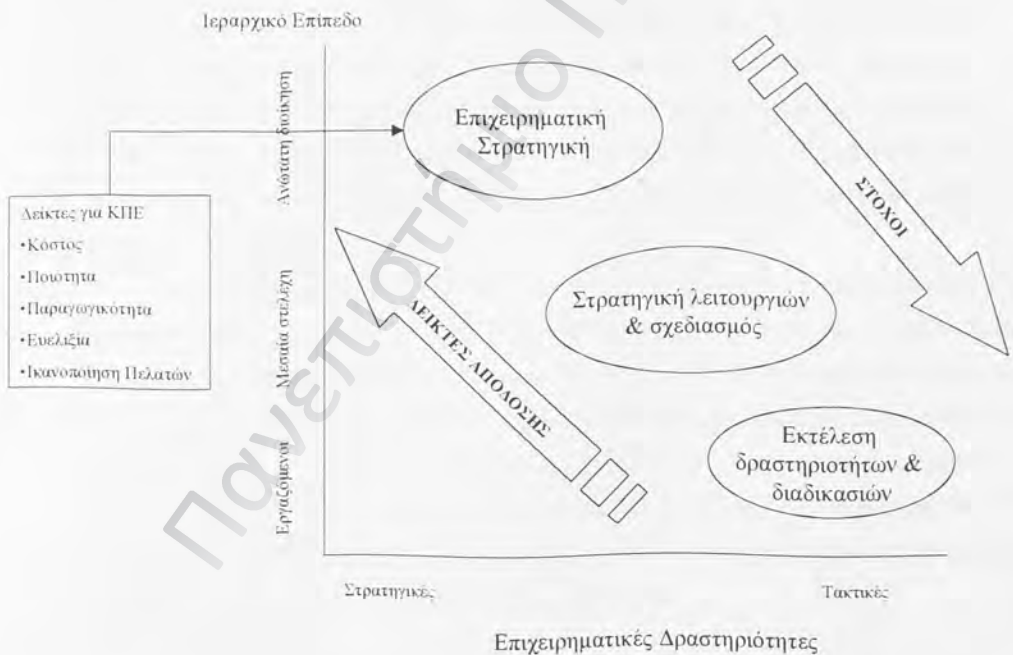 Ιεραρχικό Επίπεδο
Ανώτατη διοίκηση
Επιχειρηματική
Στρατηγική
ΣΤΟΧΟΙ
Δείκτες για ΚΠΕ
•Κόστος
•Ποιότητα
•Παραγωγικότητα
•Ευελιξία
•Ικανοποίηση Πελατών
Μεσαία στελέχη
ΔΕΙΚΤΕΣ ΑΠΟΔΟΣΗΣ
Στρατηγική λειτουργιών
& σχεδιασμός
Εργαζόμενοι
Εκτέλεση
δραστηριοτήτων &
διαδικασιών
Στρατηγικές
Τακτικές
Επιχειρηματικές Δραστηριότητες
Πανεπιστήμιο